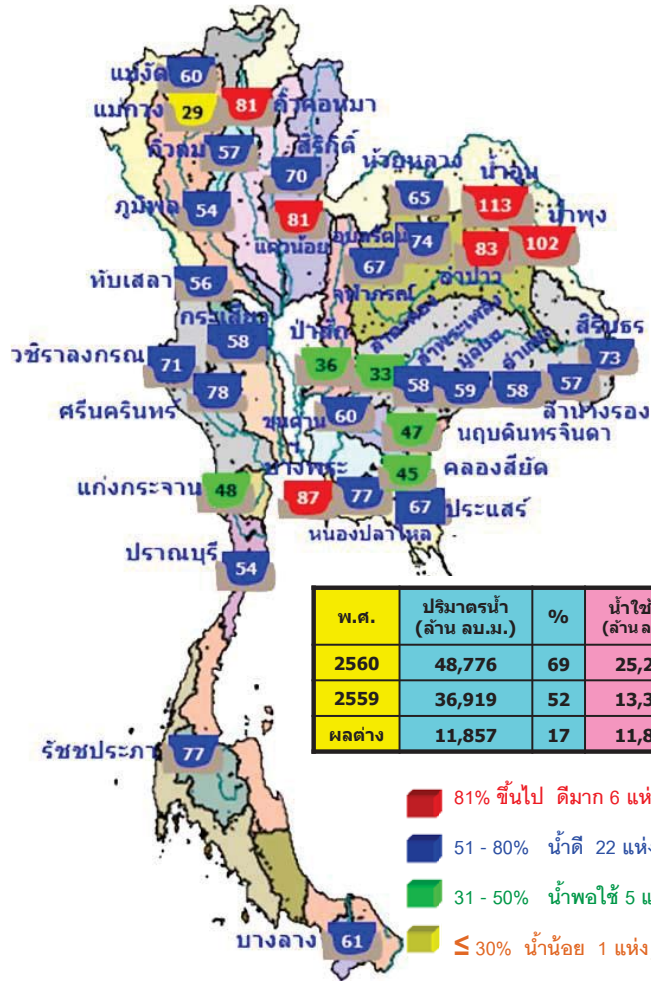 แม่งัด 60
แม่กวง 29 81 กิ่วคอหมา
กิ่วลม 57 สิริกิติ์
70
ห้วยหลวง 65 น้ำอูน 113
ภูมิพล 54
81
แควน้อย
อุบลรัตน์ 74 83 น้ำพุง 102
67
ทับเสลา 56 จุฬาภรณ์ ลำปาว
กระเสียว 58
ป่าสัก 36 33
ลำตะคอง ลำพระเพลิง มูลบน ลำแซะ
สิรินธร 73
วชิราลงกรณ 71
58 59 58 57
ศรีนครินทร์ 78
ลำนางรอง
ขุนด่าน 60
47 นฤบดินทรจินดา
บางพระ 45 คลองสียัด
แก่งกระจาน 48 87 77
67 ประแสร์
หนองปลาไหล
ปราณบุรี 54
พ.ศ. ปริมาตรน้ำ (ล้าน ลบ.ม.) % น้ำใช้ (ล้าน ล
2560 48,776 69 25,2
2559 36,919 52 13,3
ผลต่าง 11,857 17 11,8
รัชชประภา 77
81% ขึ้นไป ดีมาก 6 แห่
51 - 80% น้ำดี 22 แห่ง
31 - 50% น้ำพอใช้ 5 แ
≤ 30% น้ำน้อย 1 แห่ง
บางลาง 61